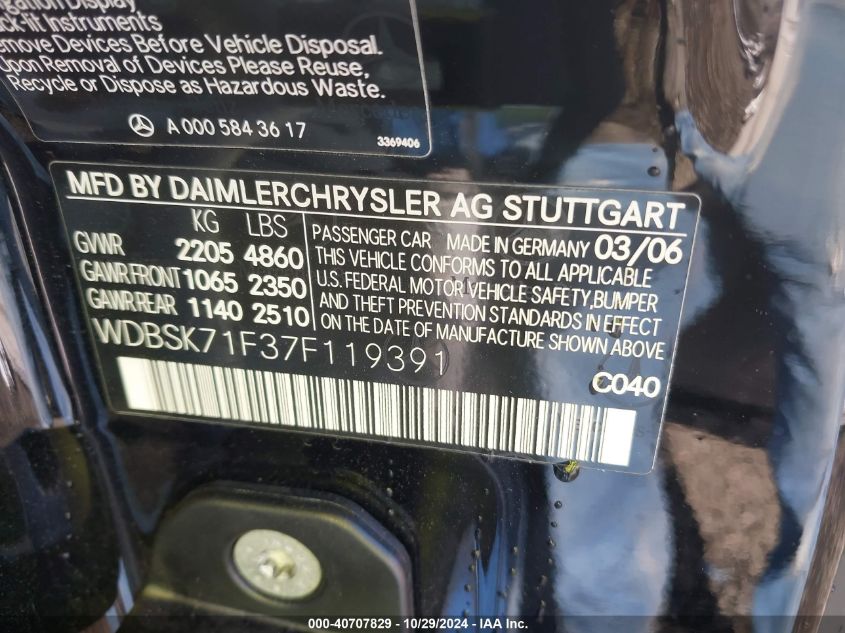 Display
Instruments
Devices Before Vehicle Disposal.
Upon Removal of Devices Please Reuse,
Recycle or Dispose as Hazardous Waste.
A 000 584 36 17
3369406
MFD BY DAIMLERCHRYSLER AG STUTTGART
KG LBS
GVWR 2205 4860
GAWR FRONT 1065 2350
GAWR REAR 1140 2510
PASSENGER CAR MADE IN GERMANY 03/06
THIS VEHICLE CONFORMS TO ALL APPLICABLE
U.S. FEDERAL MOTOR VEHICLE SAFETY, BUMPER
AND THEFT PREVENTION STANDARDS IN EFFECT
ON THE DATE OF MANUFACTURE SHOWN ABOVE
WDBSK71F37F119391
C040
000-40707829 - 10/29/2024 - IAA Inc.